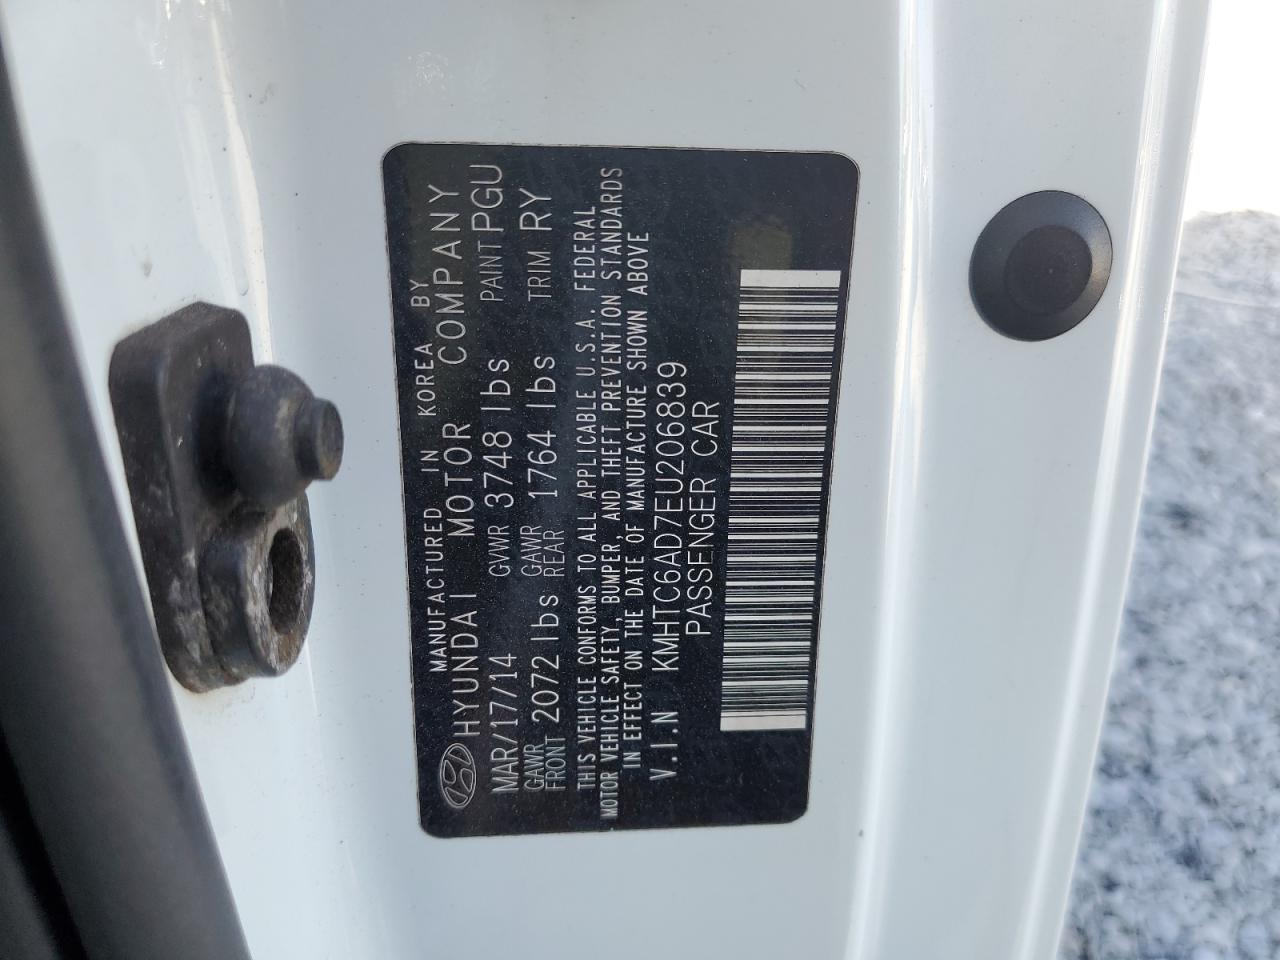 MANUFACTURED IN KOREA BY
HYUNDAI MOTOR COMPANY
MAR/17/14 GVWR 3748 lbs PAINT PGU
GAWR FRONT 2072 lbs GAWR REAR 1764 lbs TRIM RY
THIS VEHICLE CONFORMS TO ALL APPLICABLE U.S.A. FEDERAL
MOTOR VEHICLE SAFETY, BUMPER, AND THEFT PREVENTION STANDARDS
IN EFFECT ON THE DATE OF MANUFACTURE SHOWN ABOVE
V.I.N KMHTC6AD7EU206839
PASSENGER CAR